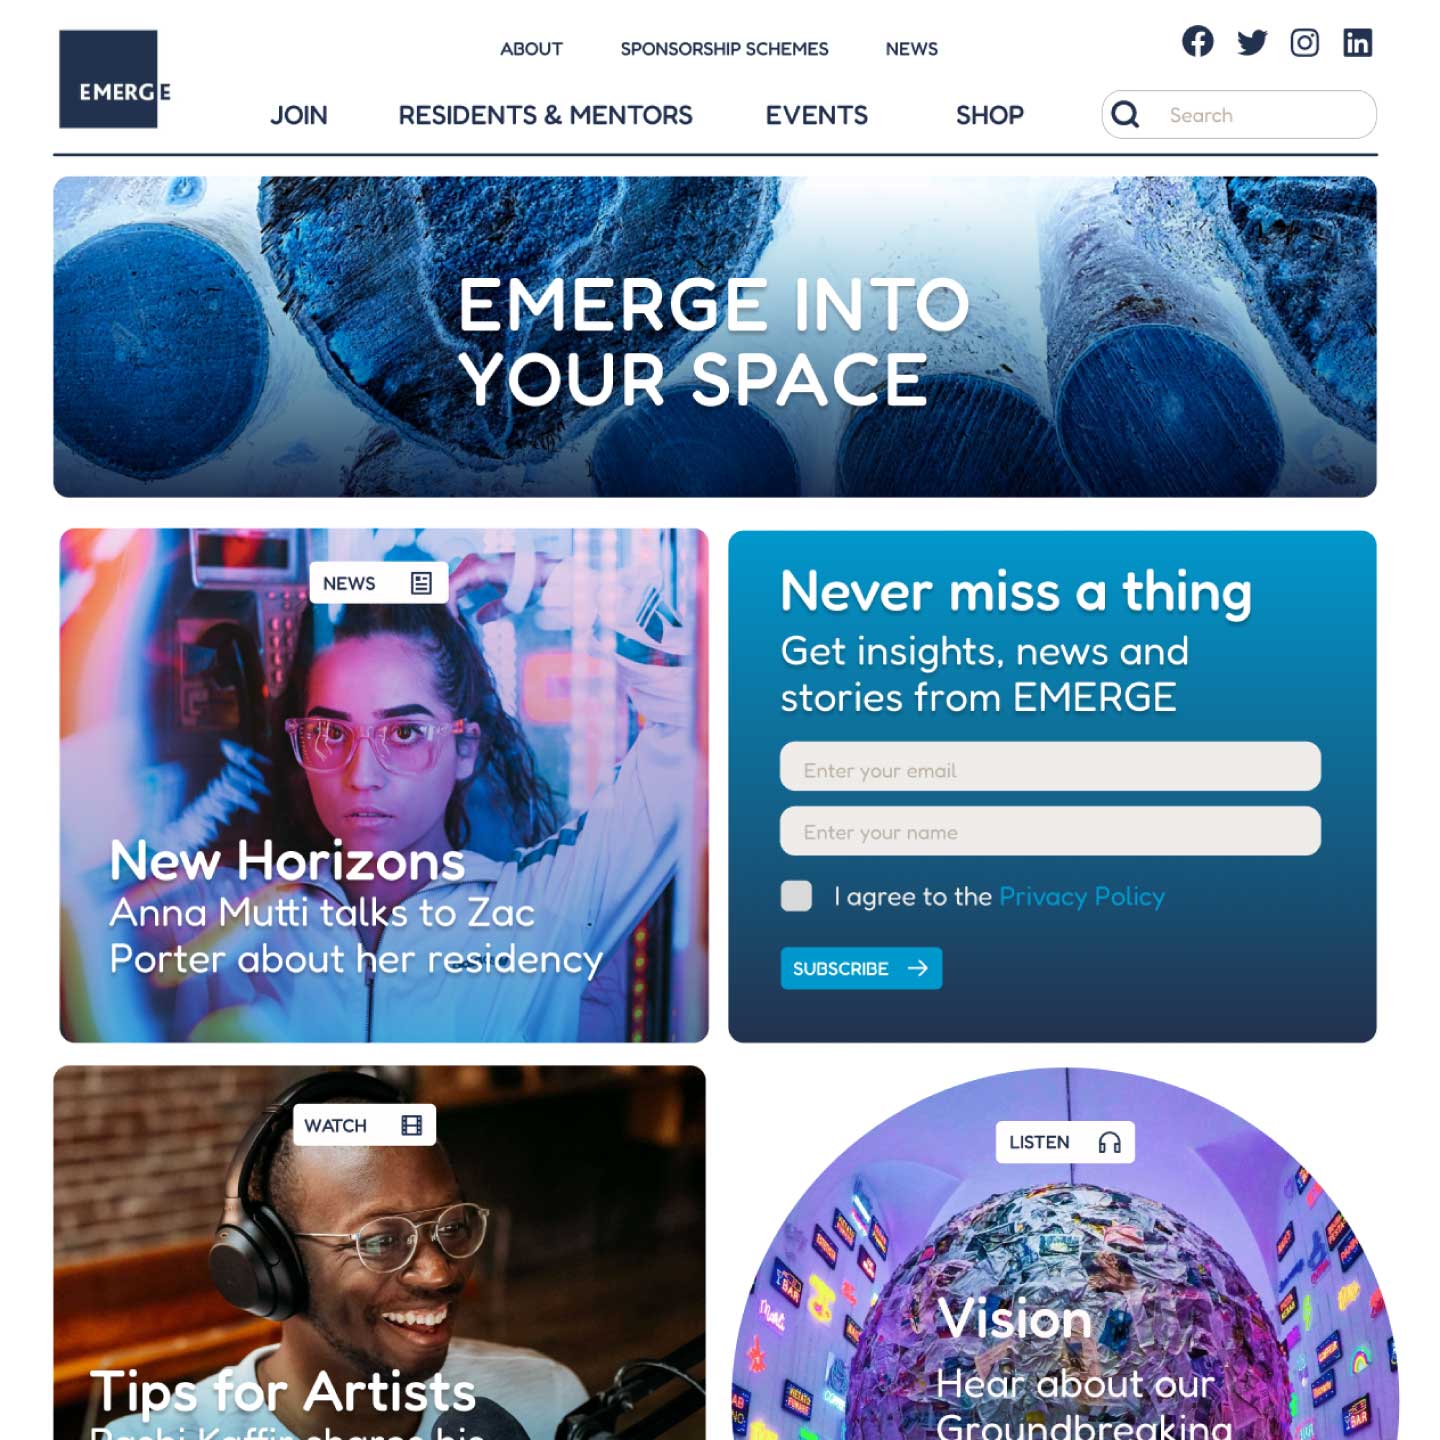 EMERGE
ABOUT SPONSORSHIP SCHEMES NEWS
JOIN RESIDENTS & MENTORS EVENTS SHOP
Search
EMERGE INTO
YOUR SPACE
NEWS
New Horizons
Anna Mutti talks to Zac
Porter about her residency
Never miss a thing
Get insights, news and
stories from EMERGE
Enter your email
Enter your name
I agree to the Privacy Policy
SUBSCRIBE
WATCH
Tips for Artists
LISTEN
Vision
Hear about our
Groundbreaking
BAR
BAR